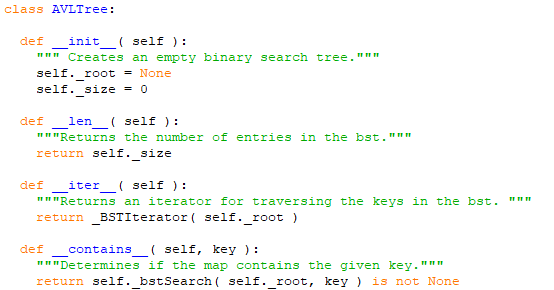 class AVLTree:
def __init__( self ):
""" Creates an empty binary search tree."""
self._root = None
self._size = 0
def __len__( self ):
"""Returns the number of entries in the bst."""
return self._size
def __iter__( self ):
"""Returns an iterator for traversing the keys in the bst. """
return _BSTIterator( self._root )
def __contains__( self, key ):
"""Determines if the map contains the given key."""
return self._bstSearch( self._root, key ) is not None